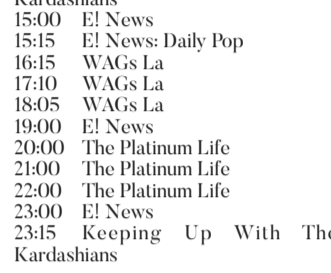 Kardashians
15:00 E! News
15:15 E! News: Daily Pop
16:15 WAGs La
17:10 WAGs La
18:05 WAGs La
19:00 E! News
20:00 The Platinum Life
21:00 The Platinum Life
22:00 The Platinum Life
23:00 E! News
23:15 Keeping Up With The
Kardashians